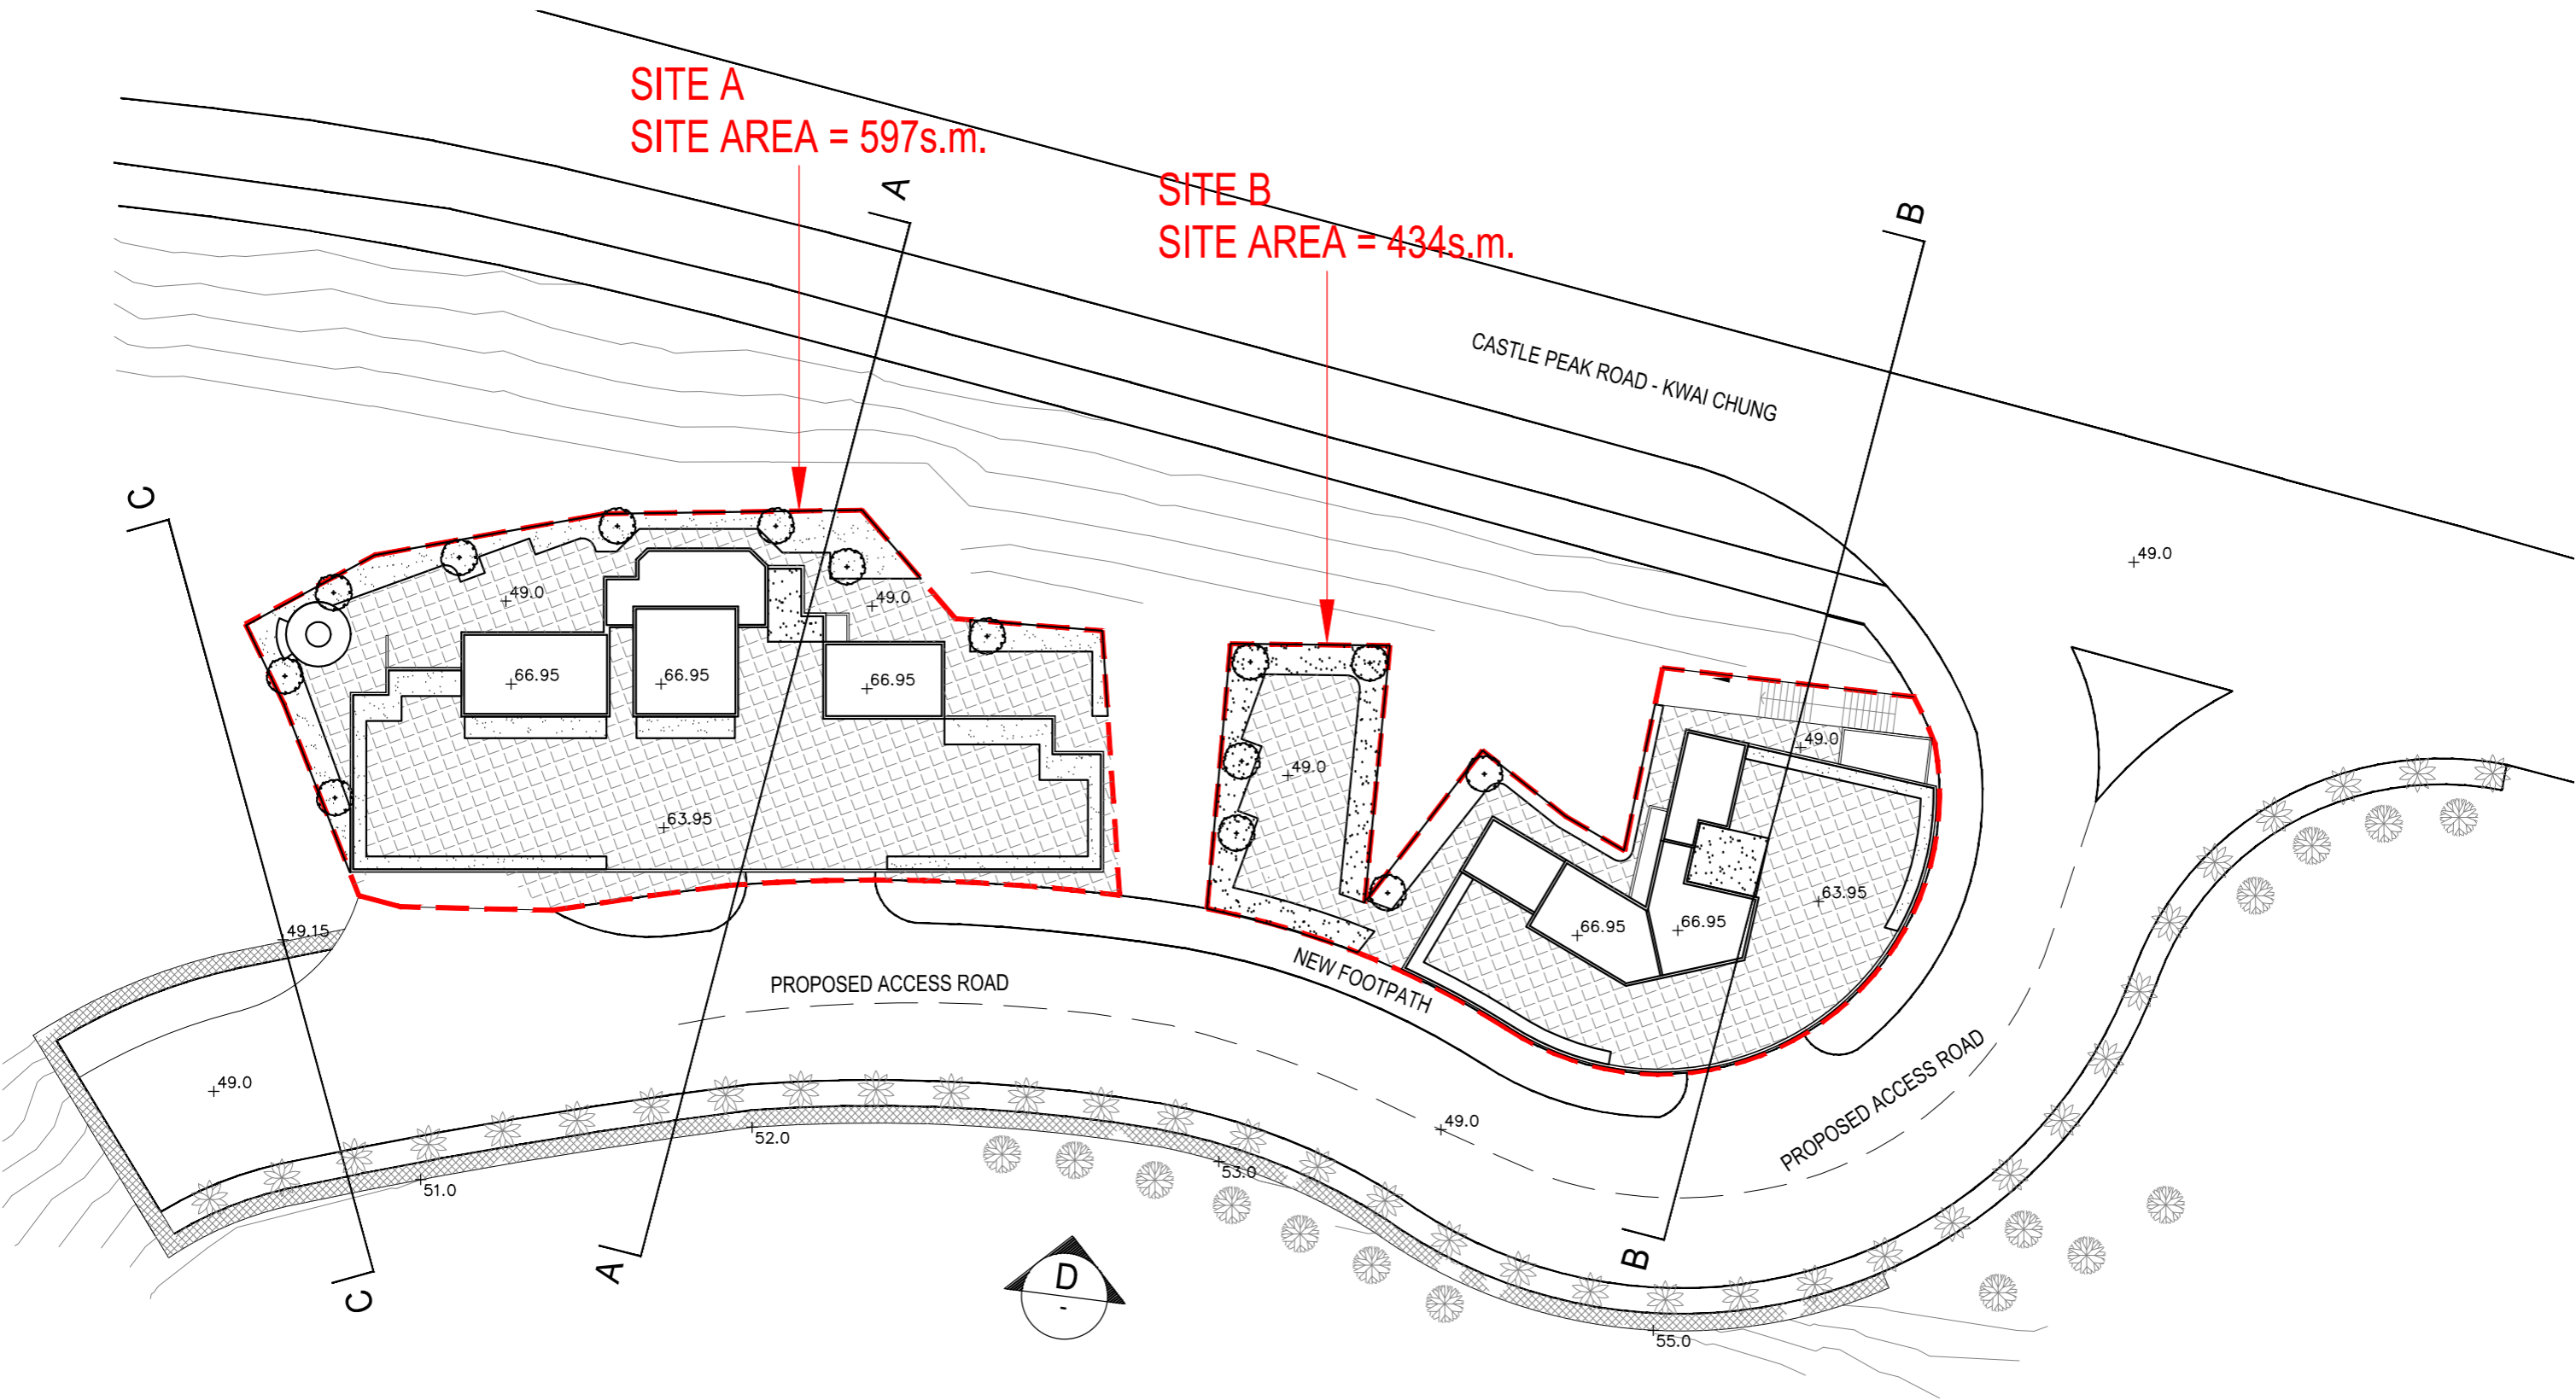 SITE A
SITE AREA = 597s.m.
A
SITE B
SITE AREA = 434s.m.
B
CASTLE PEAK ROAD - KWAI CHUNG
C
49.0
49.0
49.0
66.95
66.95
66.95
49.0
49.0
63.95
63.95
66.95
66.95
49.15
NEW FOOTPATH
PROPOSED ACCESS ROAD
PROPOSED ACCESS ROAD
49.0
49.0
52.0
53.0
51.0
B
A
D
-
C
55.0